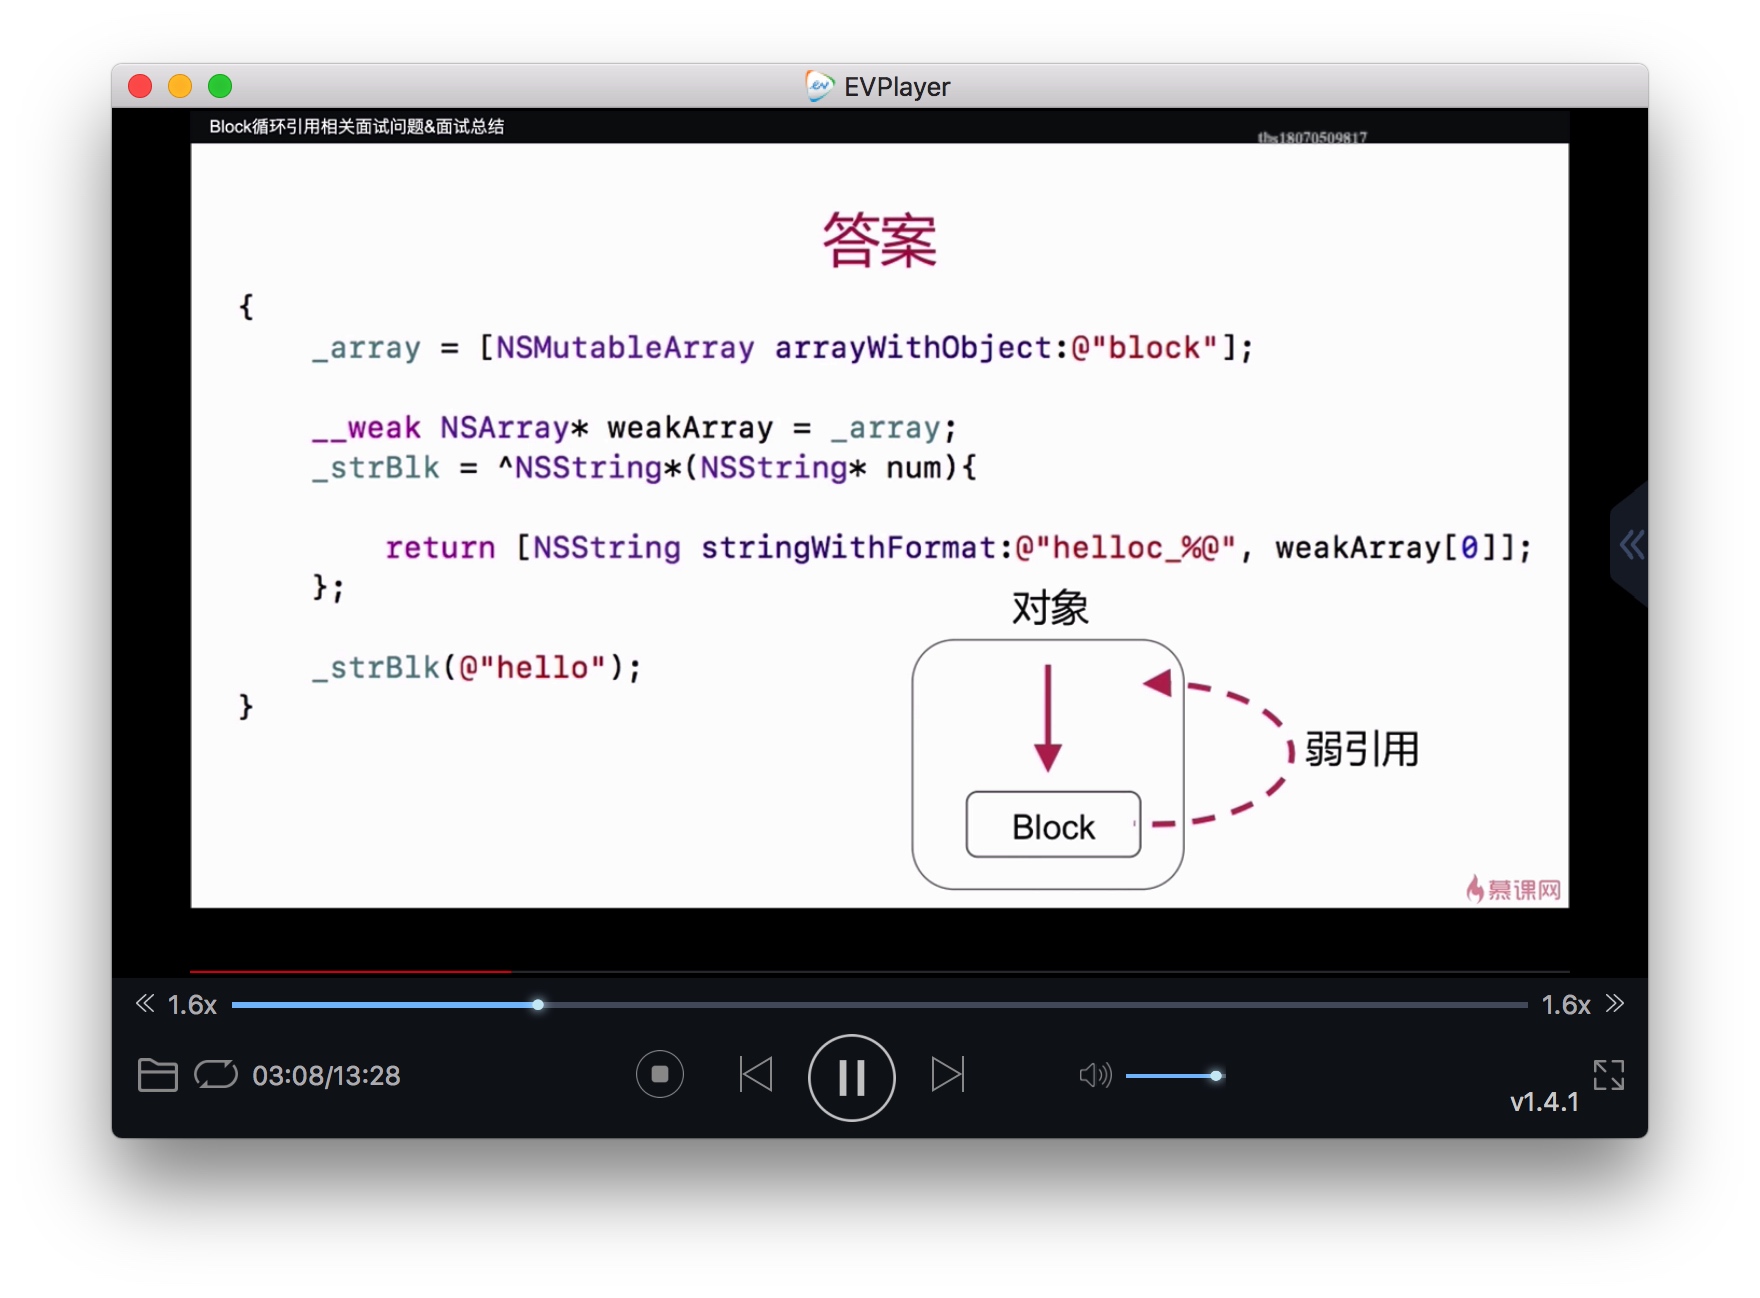 EVPlayer
Block循环引用相关面试问题&面试总结
tbs18070509817
答案
{
_array = [NSMutableArray arrayWithObject:@"block"];
__weak NSArray* weakArray = _array;
_strBlk = ^NSString*(NSString* num){
return [NSString stringWithFormat:@"helloc_%@", weakArray[0]];
};
_strBlk(@"hello");
}
对象
弱引用
Block
慕课网
1.6x
1.6x
03:08/13:28
v1.4.1